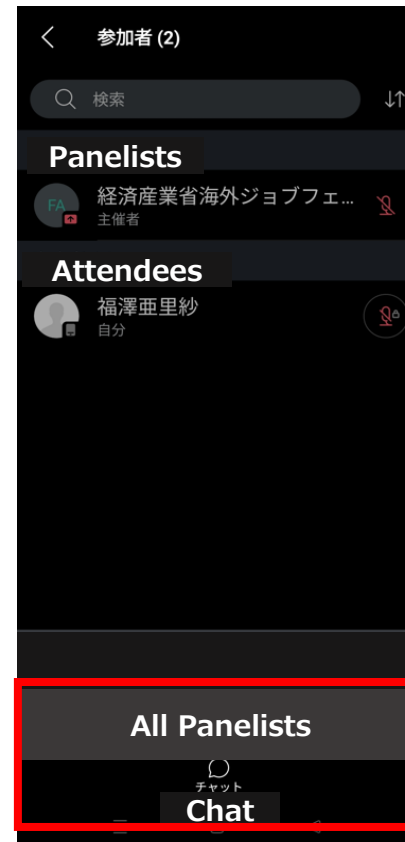 参加者 (2)
検索
Panelists
FA
経済産業省海外ジョブフェ...
主催者
Attendees
福澤亜里紗
自分
All Panelists
チャット
Chat